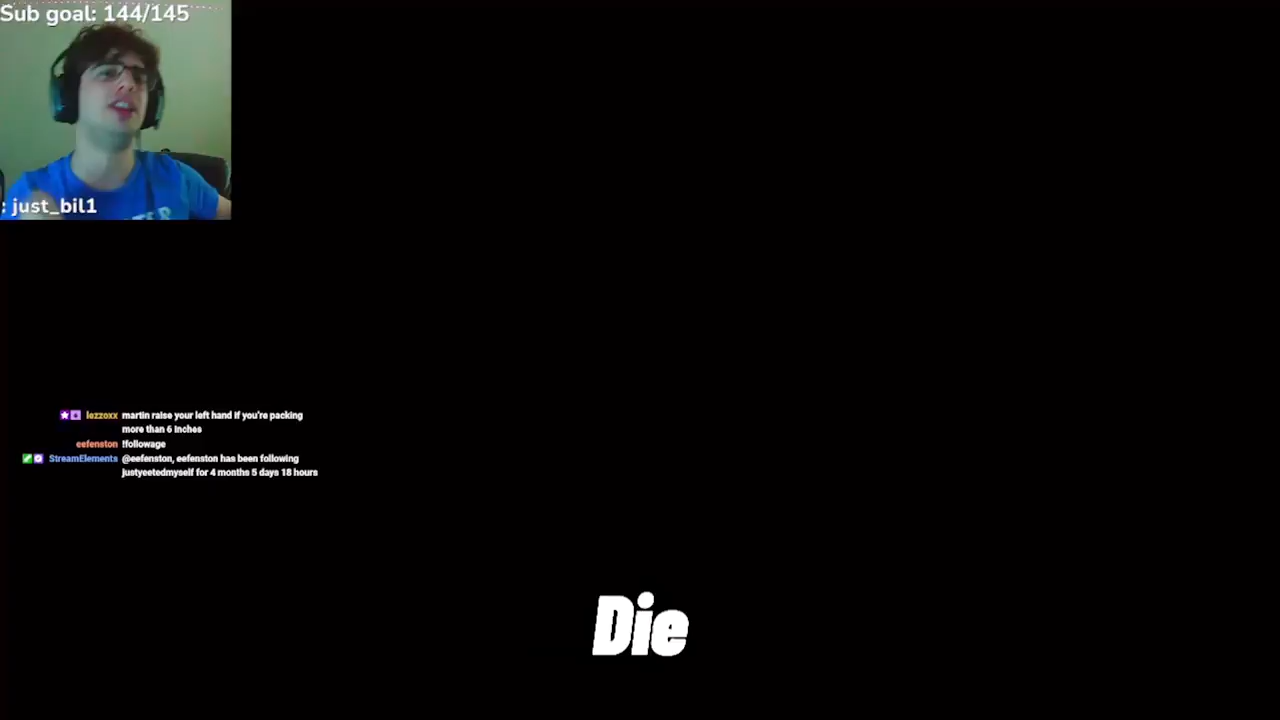 Sub goal: 144/145
: just_bil1
lezzoxx martin raise your left hand if you're packing
more than 6 inches
eefenston !followage
StreamElements @eefenston, eefenston has been following
justyeetedmyself for 4 months 5 days 18 hours
Die